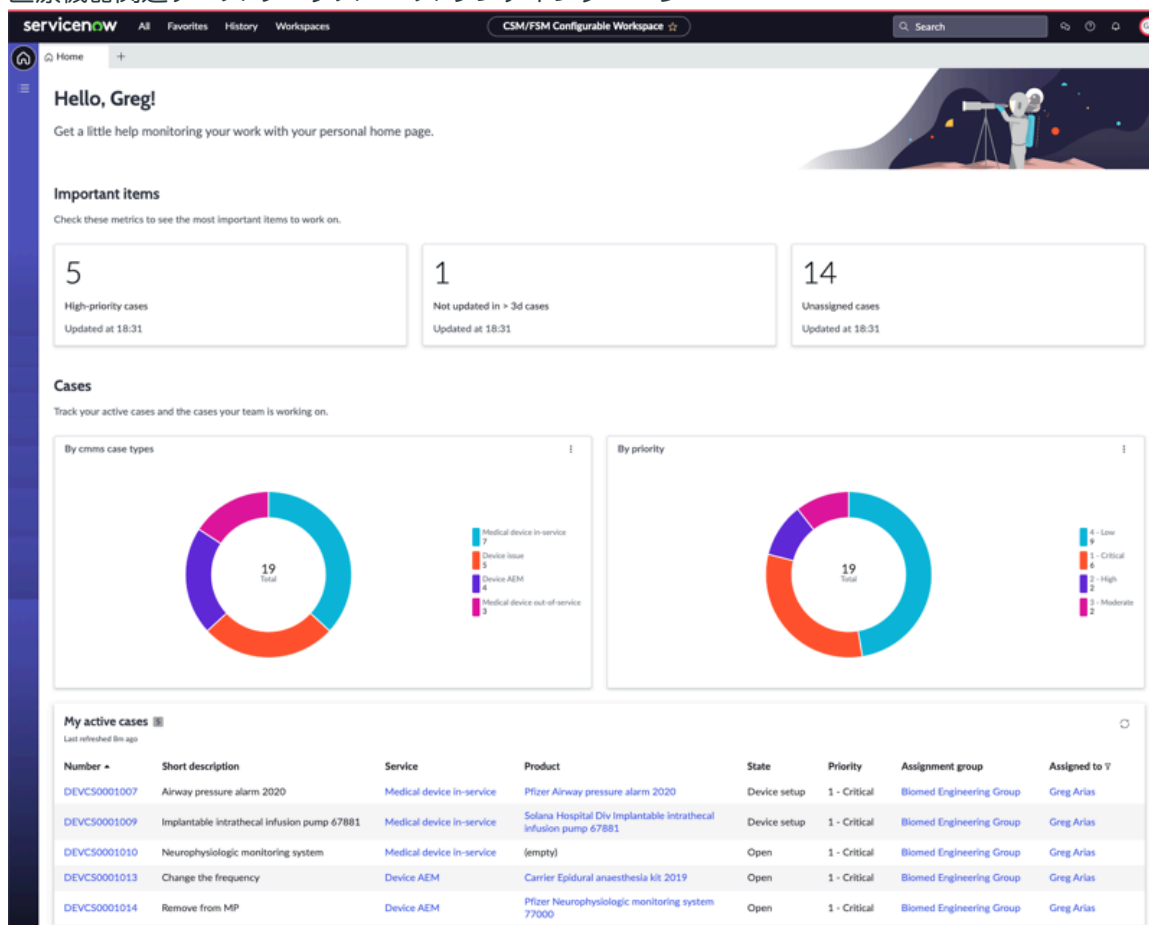 servicenow All Favorites History Workspaces CSM/FSM Configurable Workspace ☆ Search
Home +
Hello, Greg!
Get a little help monitoring your work with your personal home page.
Important items
Check these metrics to see the most important items to work on.
5
High-priority cases
Updated at 18:31
1
Not updated in > 3d cases
Updated at 18:31
14
Unassigned cases
Updated at 18:31
Cases
Track your active cases and the cases your team is working on.
By cmms case types
19
Total
Medical device in-service
7
Device issue
5
Device AEM
4
Medical device out-of-service
3
By priority
19
Total
4 - Low
9
1 - Critical
6
2 - High
2
3 - Moderate
2
My active cases 5
Last refreshed 8m ago
Number Short description Service Product State Priority Assignment group Assigned to
DEVCS0001007 Airway pressure alarm 2020 Medical device in-service Pfizer Airway pressure alarm 2020 Device setup 1 - Critical Biomed Engineering Group Greg Arias
DEVCS0001009 Implantable intrathecal infusion pump 67881 Medical device in-service Solana Hospital Div Implantable intrathecal infusion pump 67881 Device setup 1 - Critical Biomed Engineering Group Greg Arias
DEVCS0001010 Neurophysiologic monitoring system Medical device in-service (empty) Open 1 - Critical Biomed Engineering Group Greg Arias
DEVCS0001013 Change the frequency Device AEM Carrier Epidural anaesthesia kit 2019 Open 1 - Critical Biomed Engineering Group Greg Arias
DEVCS0001014 Remove from MP Device AEM Pfizer Neurophysiologic monitoring system 77000 Open 1 - Critical Biomed Engineering Group Greg Arias